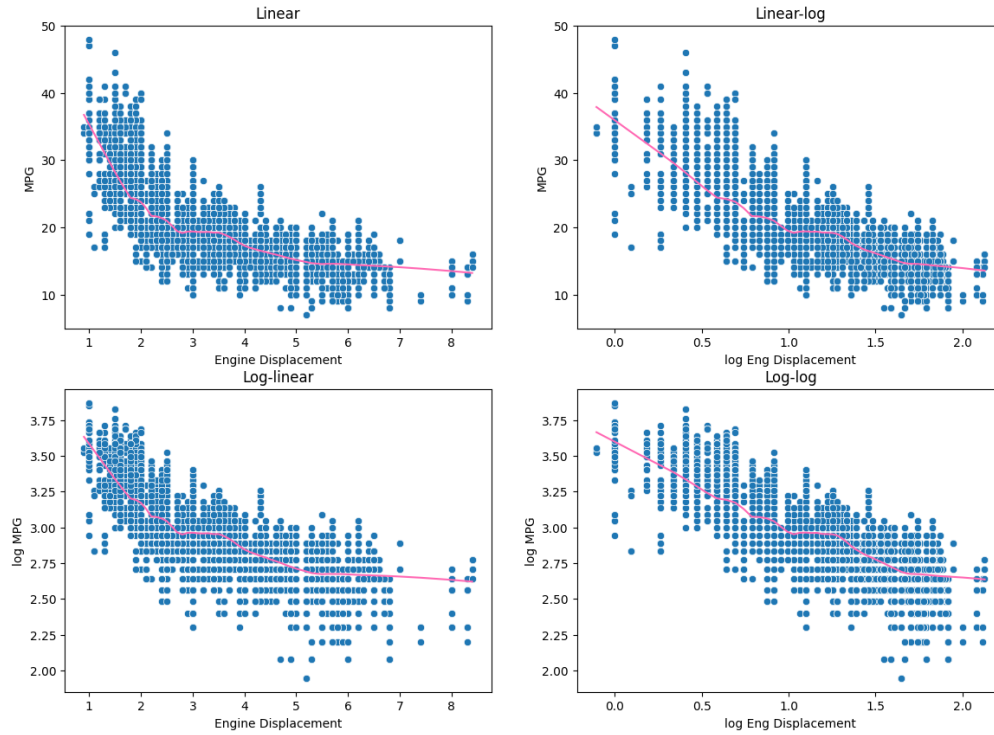 Linear
50
40
30
20
10
MPG
1 2 3 4 5 6 7 8
Engine Displacement
Linear-log
50
40
30
20
10
MPG
0.0 0.5 1.0 1.5 2.0
log Eng Displacement
Log-linear
3.75
3.50
3.25
3.00
2.75
2.50
2.25
2.00
log MPG
1 2 3 4 5 6 7 8
Engine Displacement
Log-log
3.75
3.50
3.25
3.00
2.75
2.50
2.25
2.00
log MPG
0.0 0.5 1.0 1.5 2.0
log Eng Displacement